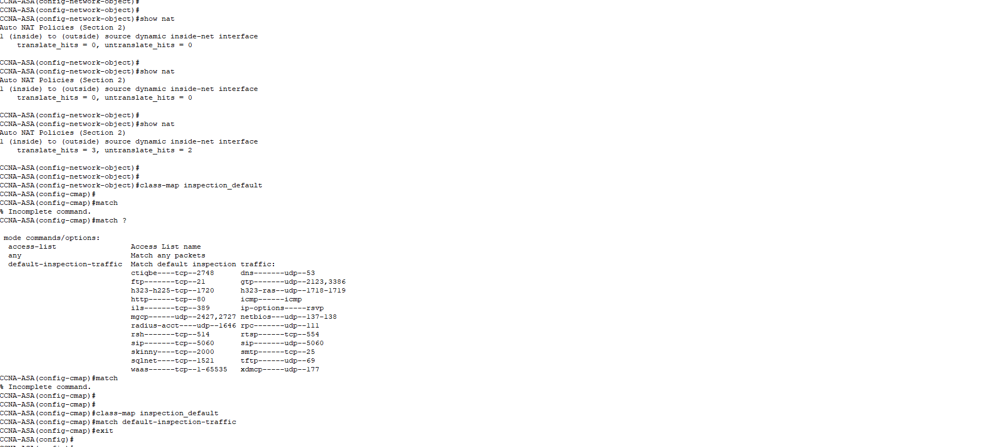 CCNA-ASA(config-network-object)#
CCNA-ASA(config-network-object)#
CCNA-ASA(config-network-object)#show nat
Auto NAT Policies (Section 2)
1 (inside) to (outside) source dynamic inside-net interface
    translate_hits = 0, untranslate_hits = 0

CCNA-ASA(config-network-object)#
CCNA-ASA(config-network-object)#show nat
Auto NAT Policies (Section 2)
1 (inside) to (outside) source dynamic inside-net interface
    translate_hits = 0, untranslate_hits = 0

CCNA-ASA(config-network-object)#
CCNA-ASA(config-network-object)#show nat
Auto NAT Policies (Section 2)
1 (inside) to (outside) source dynamic inside-net interface
    translate_hits = 3, untranslate_hits = 2

CCNA-ASA(config-network-object)#
CCNA-ASA(config-network-object)#
CCNA-ASA(config-network-object)#class-map inspection_default
CCNA-ASA(config-cmap)#
CCNA-ASA(config-cmap)#match
% Incomplete command.
CCNA-ASA(config-cmap)#match ?

 mode commands/options:
  access-list                 Access List name
  any                         Match any packets
  default-inspection-traffic  Match default inspection traffic:
                              ctiqbe----tcp--2748      dns-------udp--53
                              ftp-------tcp--21        gtp-------udp--2123,3386
                              h323-h225-tcp--1720      h323-ras--udp--1718-1719
                              http------tcp--80        icmp------icmp
                              ils-------tcp--389       ip-options-----rsvp
                              mgcp------udp--2427,2727 netbios---udp--137-138
                              radius-acct----udp--1646 rpc-------udp--111
                              rsh-------tcp--514       rtsp------tcp--554
                              sip-------tcp--5060      sip-------udp--5060
                              skinny----tcp--2000      smtp------tcp--25
                              sqlnet----tcp--1521      tftp------udp--69
                              waas------tcp--1-65535   xdmcp-----udp--177
CCNA-ASA(config-cmap)#match
% Incomplete command.
CCNA-ASA(config-cmap)#
CCNA-ASA(config-cmap)#
CCNA-ASA(config-cmap)#class-map inspection_default
CCNA-ASA(config-cmap)#match default-inspection-traffic
CCNA-ASA(config-cmap)#exit
CCNA-ASA(config)#